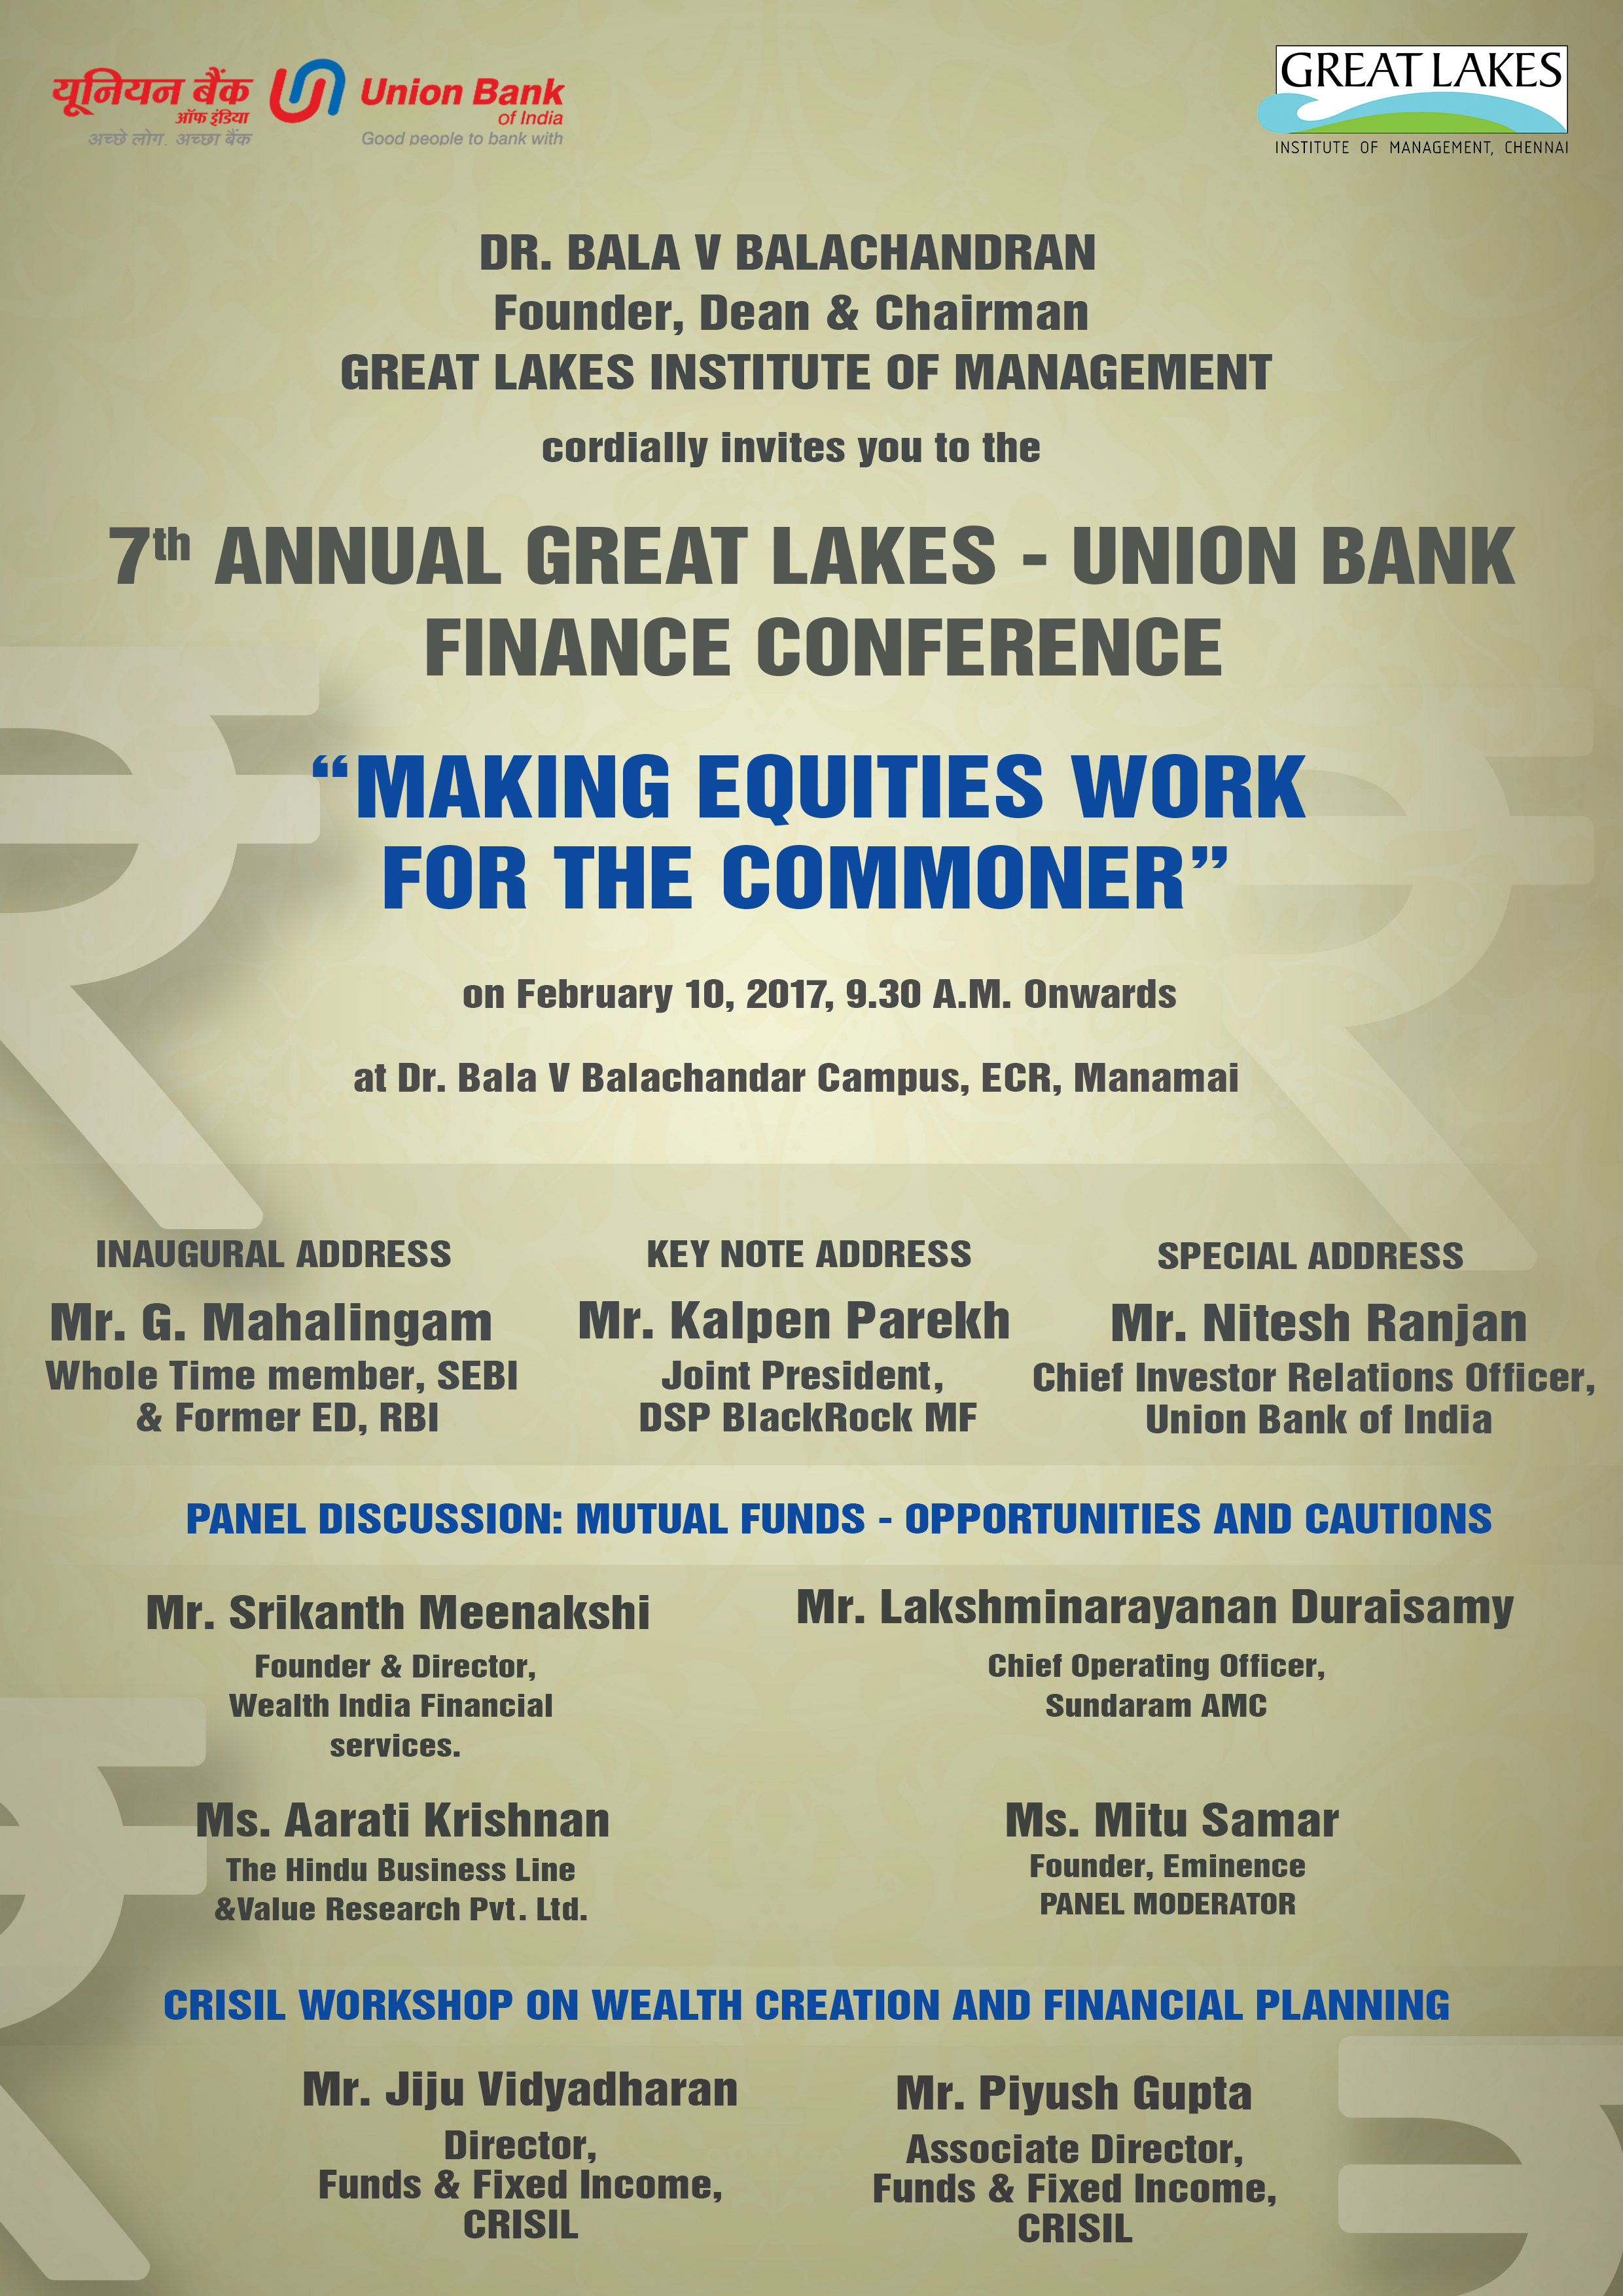 यूनियन बैंक
ऑफ इंडिया
अच्छे लोग. अच्छा बैंक
Union Bank
of India
Good people to bank with
GREAT LAKES
INSTITUTE OF MANAGEMENT, CHENNAI
DR. BALA V BALACHANDRAN
Founder, Dean & Chairman
GREAT LAKES INSTITUTE OF MANAGEMENT
cordially invites you to the
7th ANNUAL GREAT LAKES - UNION BANK
FINANCE CONFERENCE
“MAKING EQUITIES WORK
FOR THE COMMONER”
on February 10, 2017, 9.30 A.M. Onwards
at Dr. Bala V Balachandar Campus, ECR, Manamai
INAUGURAL ADDRESS
Mr. G. Mahalingam
Whole Time member, SEBI
& Former ED, RBI
KEY NOTE ADDRESS
Mr. Kalpen Parekh
Joint President,
DSP BlackRock MF
SPECIAL ADDRESS
Mr. Nitesh Ranjan
Chief Investor Relations Officer,
Union Bank of India
PANEL DISCUSSION: MUTUAL FUNDS - OPPORTUNITIES AND CAUTIONS
Mr. Srikanth Meenakshi
Founder & Director,
Wealth India Financial
services.
Mr. Lakshminarayanan Duraisamy
Chief Operating Officer,
Sundaram AMC
Ms. Aarati Krishnan
The Hindu Business Line
&Value Research Pvt. Ltd.
Ms. Mitu Samar
Founder, Eminence
PANEL MODERATOR
CRISIL WORKSHOP ON WEALTH CREATION AND FINANCIAL PLANNING
Mr. Jiju Vidyadharan
Director,
Funds & Fixed Income,
CRISIL
Mr. Piyush Gupta
Associate Director,
Funds & Fixed Income,
CRISIL